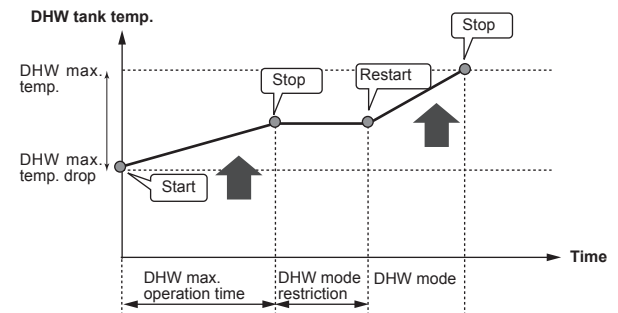 DHW tank temp.
Stop
DHW max.
temp.
Stop
Restart
DHW max.
temp. drop
Start
Time
DHW max.
operation time
DHW mode
restriction
DHW mode